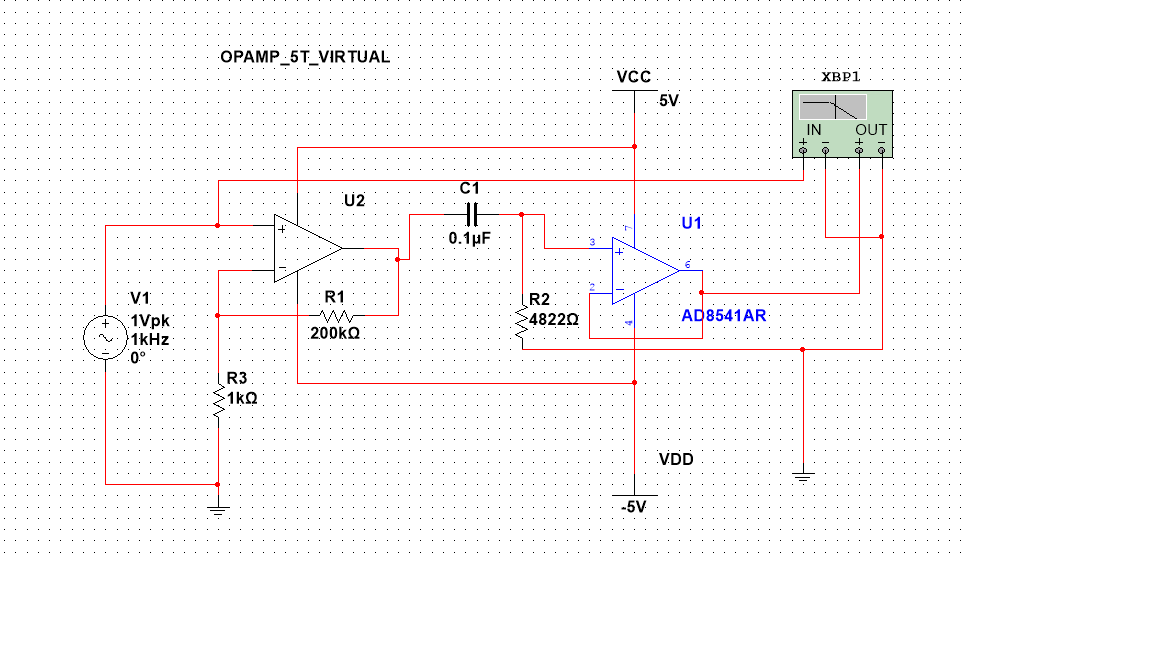 OPAMP_5T_VIRTUAL
VCC
5V
XBP1
IN OUT
+ − + −
U2
C1
0.1µF
U1
7
3
+
−
2
6
4
AD8541AR
+
−
V1
1Vpk
1kHz
0°
+
−
R1
200kΩ
R2
4822Ω
R3
1kΩ
VDD
-5V